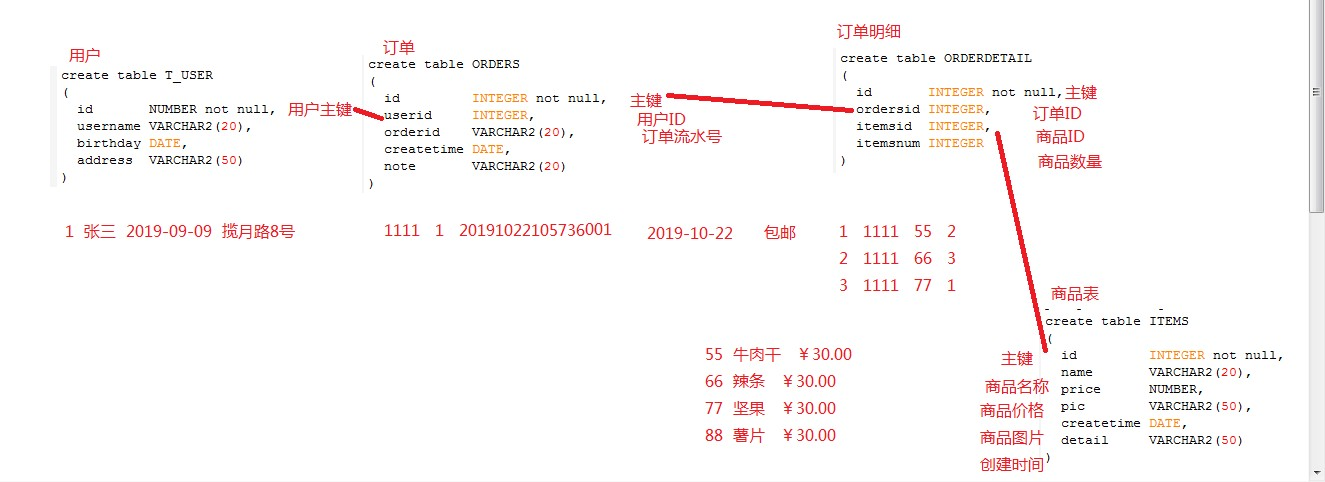 用户
create table T_USER
(
id NUMBER not null,
username VARCHAR2(20),
birthday DATE,
address VARCHAR2(50)
)
1 张三 2019-09-09 揽月路8号
订单
create table ORDERS
(
id INTEGER not null,
userid INTEGER,
orderid VARCHAR2(20),
createtime DATE,
note VARCHAR2(20)
)
用户主键
主键
用户ID
订单流水号
1111 1 20191022105736001 2019-10-22 包邮
订单明细
create table ORDERDETAIL
(
id INTEGER not null,
ordersid INTEGER,
itemsid INTEGER,
itemsnum INTEGER
)
主键
订单ID
商品ID
商品数量
1 1111 55 2
2 1111 66 3
3 1111 77 1
55 牛肉干 ￥30.00
66 辣条 ￥30.00
77 坚果 ￥30.00
88 薯片 ￥30.00
商品表
create table ITEMS
(
id INTEGER not null,
name VARCHAR2(20),
price NUMBER,
pic VARCHAR2(50),
createtime DATE,
detail VARCHAR2(50)
)
主键
商品名称
商品价格
商品图片
创建时间